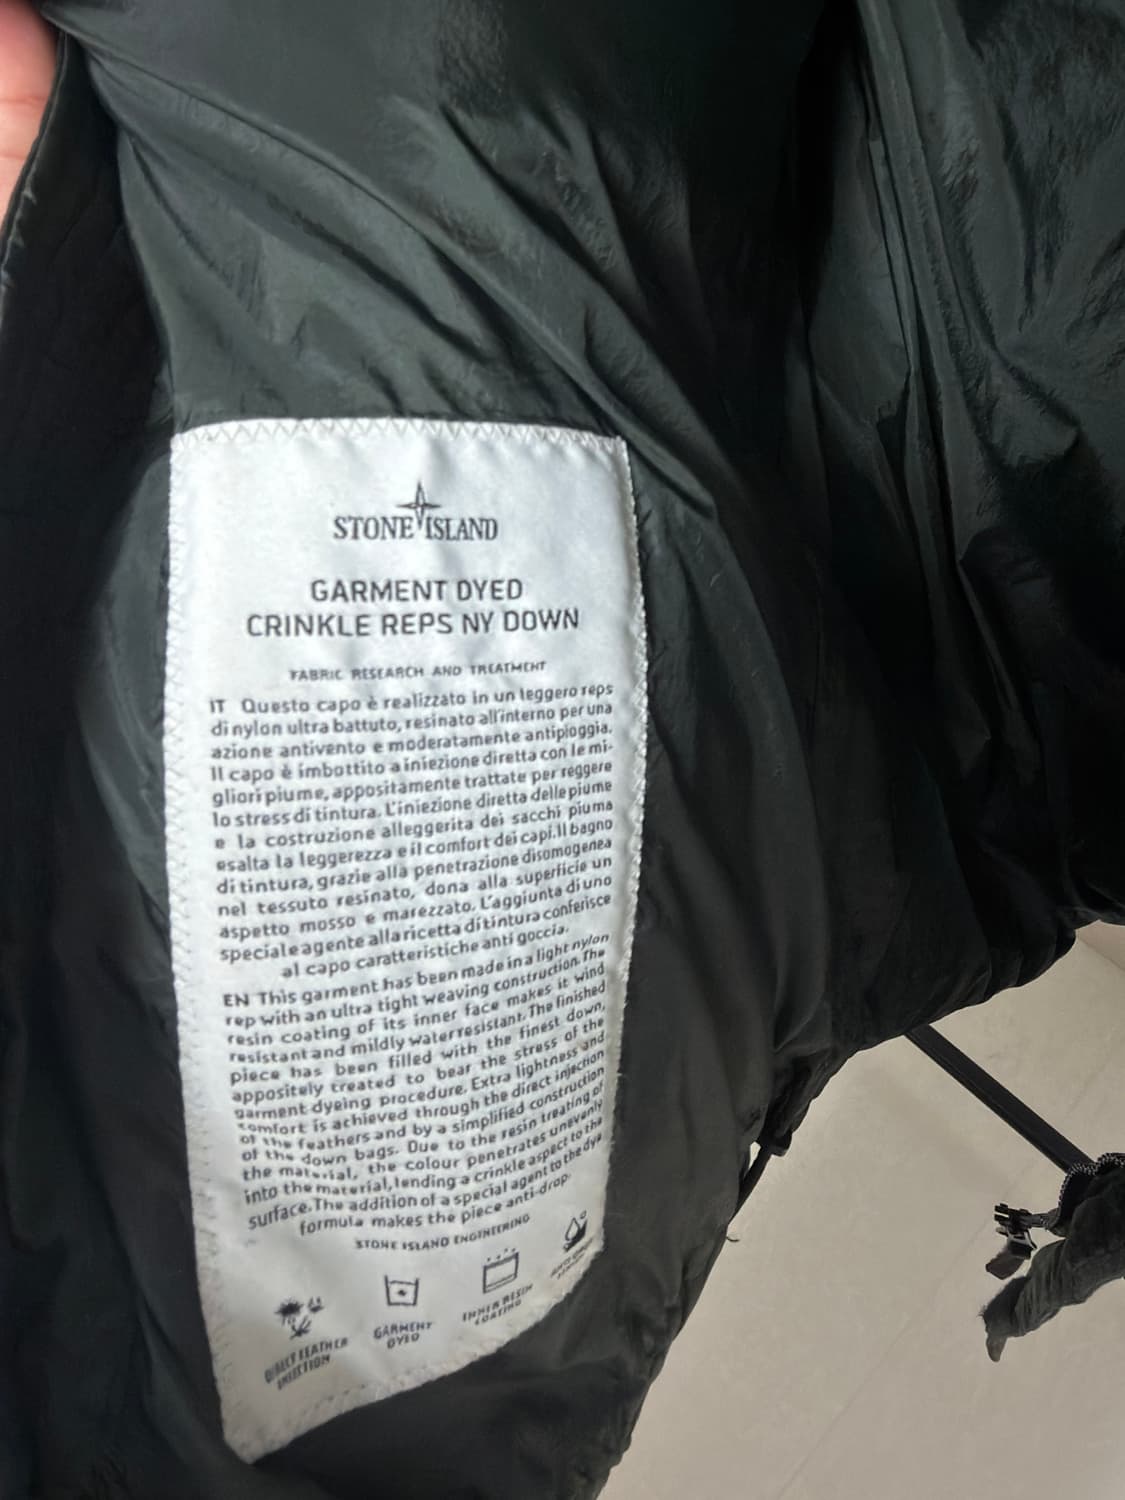 STONE ISLAND
GARMENT DYED
CRINKLE REPS NY DOWN
FABRIC RESEARCH AND TREATMENT
IT Questo capo è realizzato in un leggero reps
di nylon ultra battuto, resinato all'interno per una
azione antivento e moderatamente antipioggia.
Il capo è imbottito a iniezione diretta con le mi-
gliori piume, appositamente trattate per reggere
lo stress di tintura. L'iniezione diretta delle piume
e la costruzione alleggerita dei sacchi piuma
esalta la leggerezza e il comfort dei capi. Il bagno
di tintura, grazie alla penetrazione disomogenea
nel tessuto resinato, dona alla superficie un
aspetto mosso e marezzato. L'aggiunta di uno
speciale agente alla ricetta di tintura conferisce
al capo caratteristiche anti goccia.
EN This garment has been made in a light nylon
rep with an ultra tight weaving construction. The
resin coating of its inner face makes it wind
resistant and mildly water resistant. The finished
piece has been filled with the finest down,
appositely treated to bear the stress of the
garment dyeing procedure. Extra lightness and
comfort is achieved through the direct injection
of the feathers and by a simplified construction
of the down bags. Due to the resin treating of
the material, the colour penetrates unevenly
into the material, lending a crinkle aspect to the
surface. The addition of a special agent to the dye
formula makes the piece anti-drop.
STONE ISLAND ENGINEERING
DIRECT FEATHER
INJECTION
GARMENT
DYED
INNER RESIN
COATING